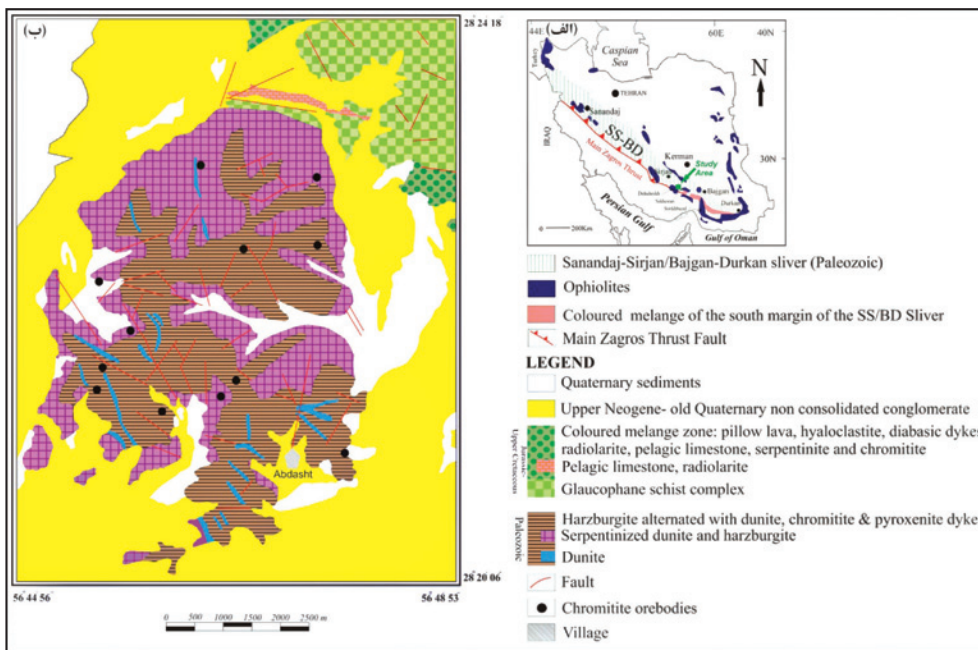 (ب)
28 24 18
28 20 06
56 44 56
56 48 53
Abdasht
0 500 1000 1500 2000 2500 m
(الف)
44E
60E
40N
30N
N
Turkey
Caspian
Sea
TEHRAN
Sanandaj
IRAQ
SS-BD
Main Zagros Thrust
Kerman
Study
Area
Bajgan
Durkan
Persian Gulf
Gulf of Oman
200Km
Sanandaj-Sirjan/Bajgan-Durkan sliver (Paleozoic)
Ophiolites
Coloured melange of the south margin of the SS/BD Sliver
Main Zagros Thrust Fault
LEGEND
Quaternary sediments
Upper Neogene- old Quaternary non consolidated conglomerate
Jurassic-
Upper Cretaceous
Coloured melange zone: pillow lava, hyaloclastite, diabasic dyke
radiolarite, pelagic limestone, serpentinite and chromitite
Pelagic limestone, radiolarite
Glaucophane schist complex
Paleozoic
Harzburgite alternated with dunite, chromitite & pyroxenite dyke
Serpentinized dunite and harzburgite
Dunite
Fault
Chromitite orebodies
Village